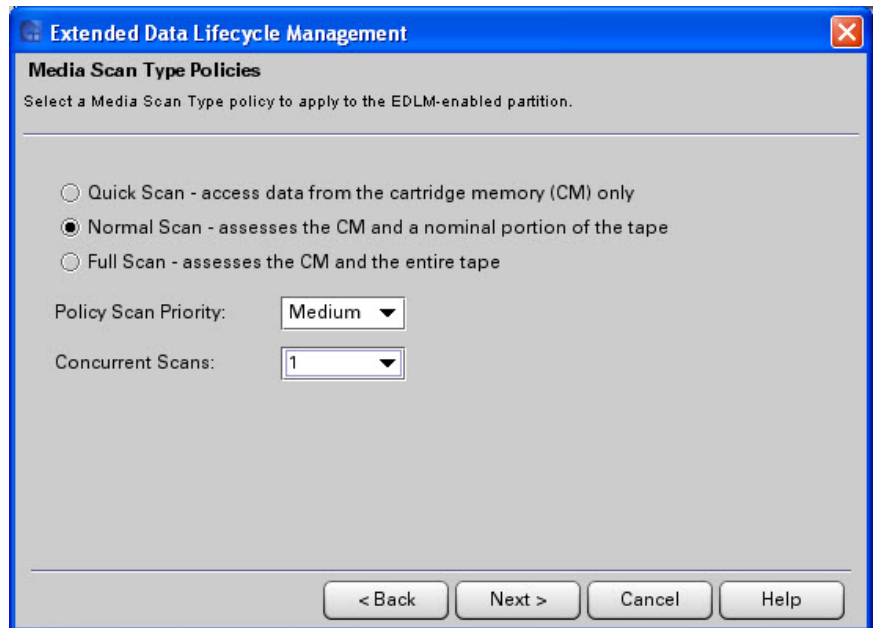 Extended Data Lifecycle Management
Media Scan Type Policies
Select a Media Scan Type policy to apply to the EDLM-enabled partition.
Quick Scan - access data from the cartridge memory (CM) only
Normal Scan - assesses the CM and a nominal portion of the tape
Full Scan - assesses the CM and the entire tape
Policy Scan Priority: Medium
Concurrent Scans: 1
< Back Next > Cancel Help